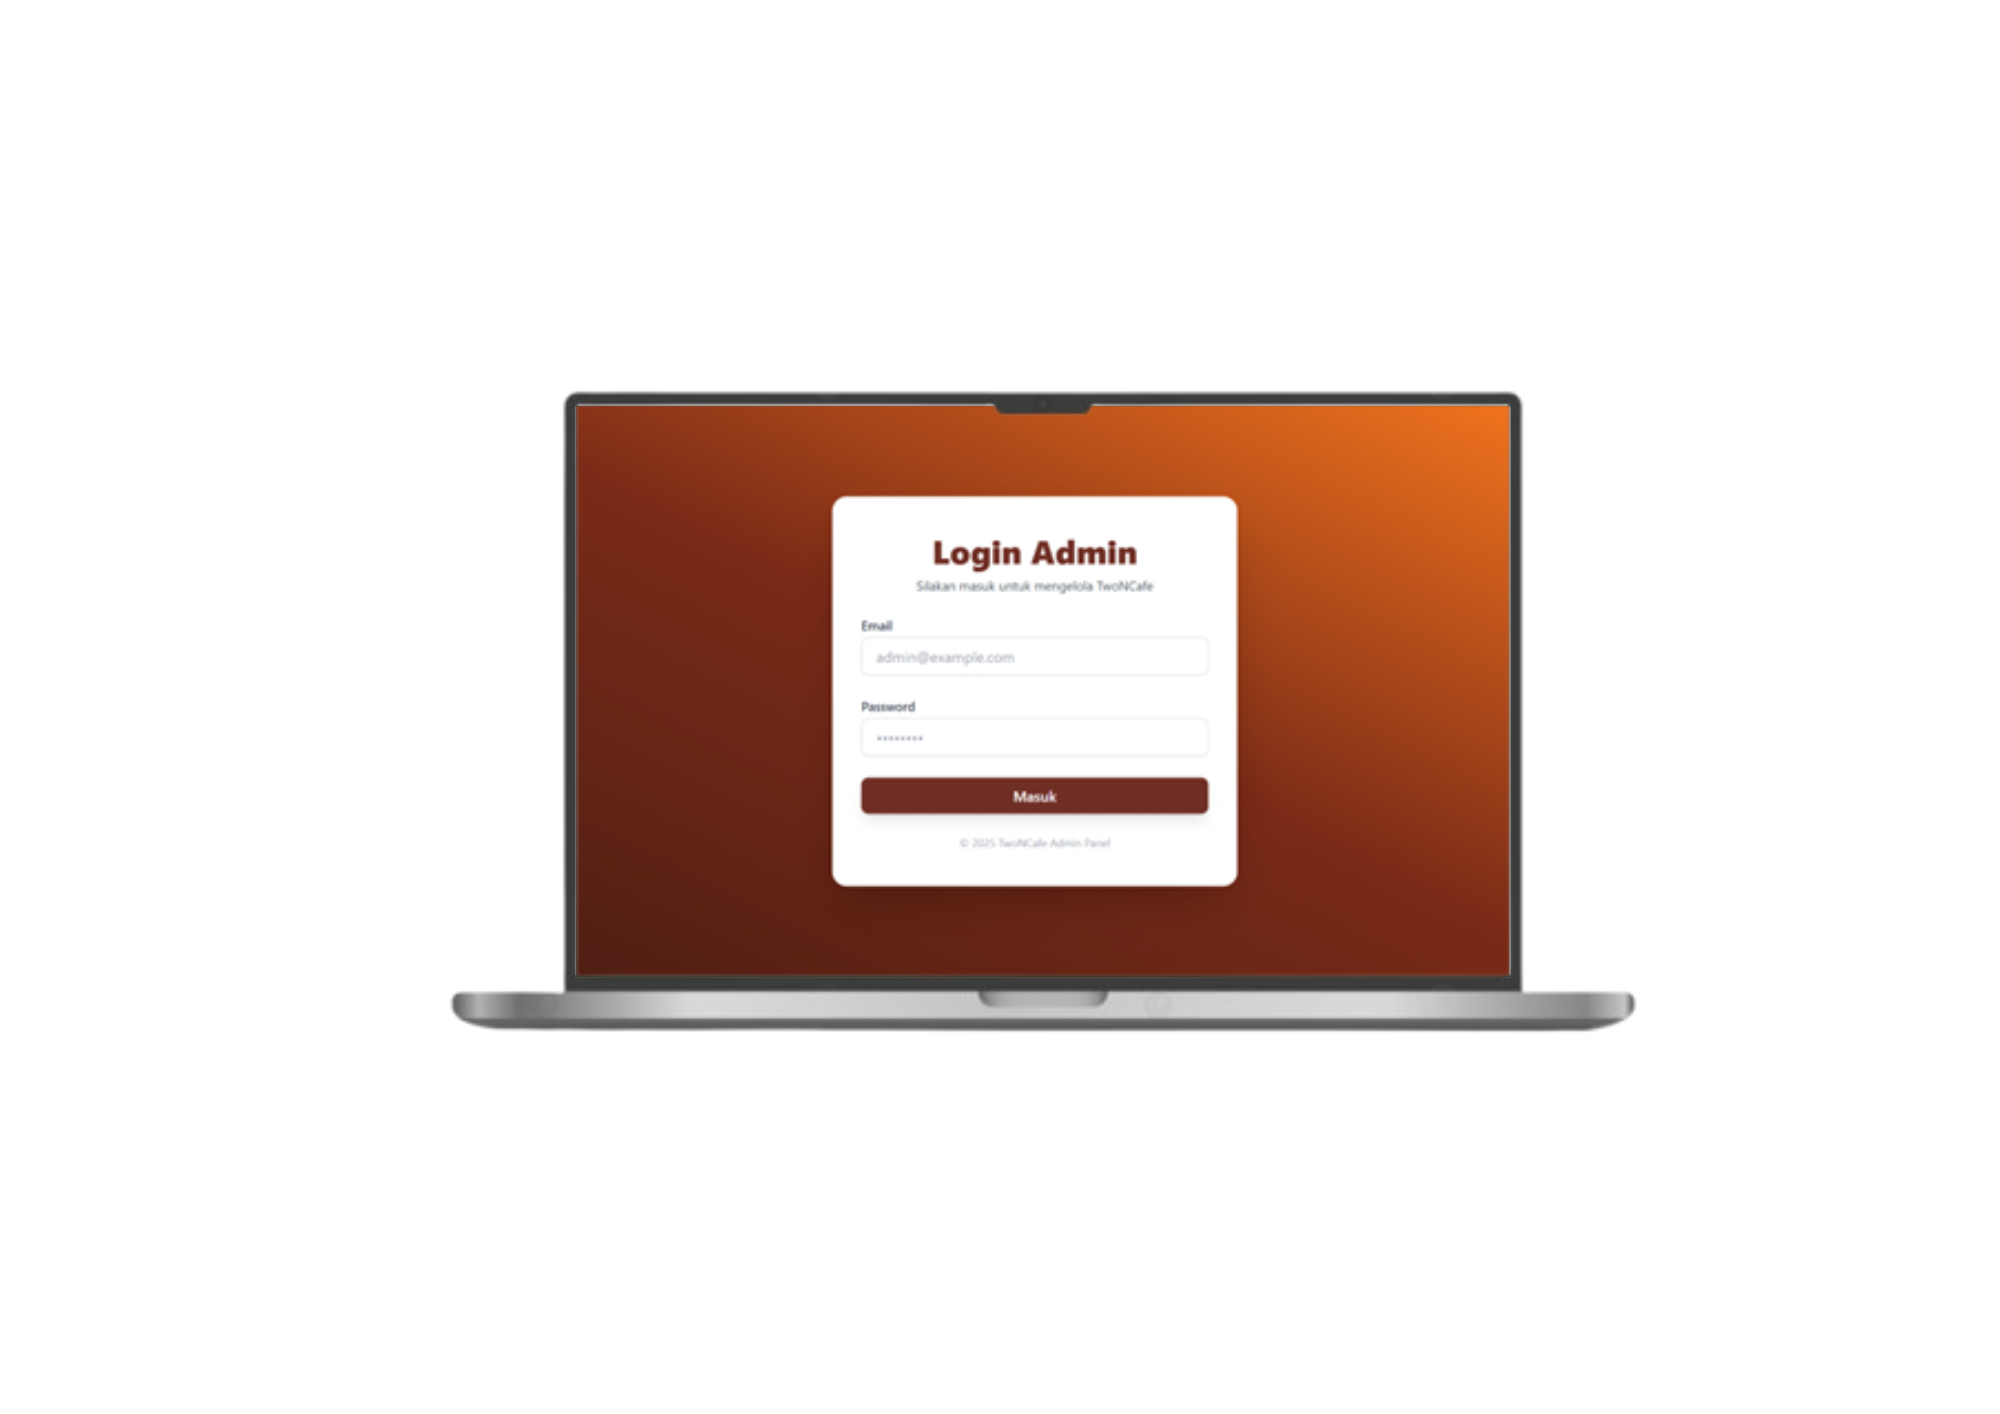 Login Admin
Silakan masuk untuk mengelola TwoNCafe
Email
admin@example.com
Password
••••••••
Masuk
© 2025 TwoNCafe Admin Panel